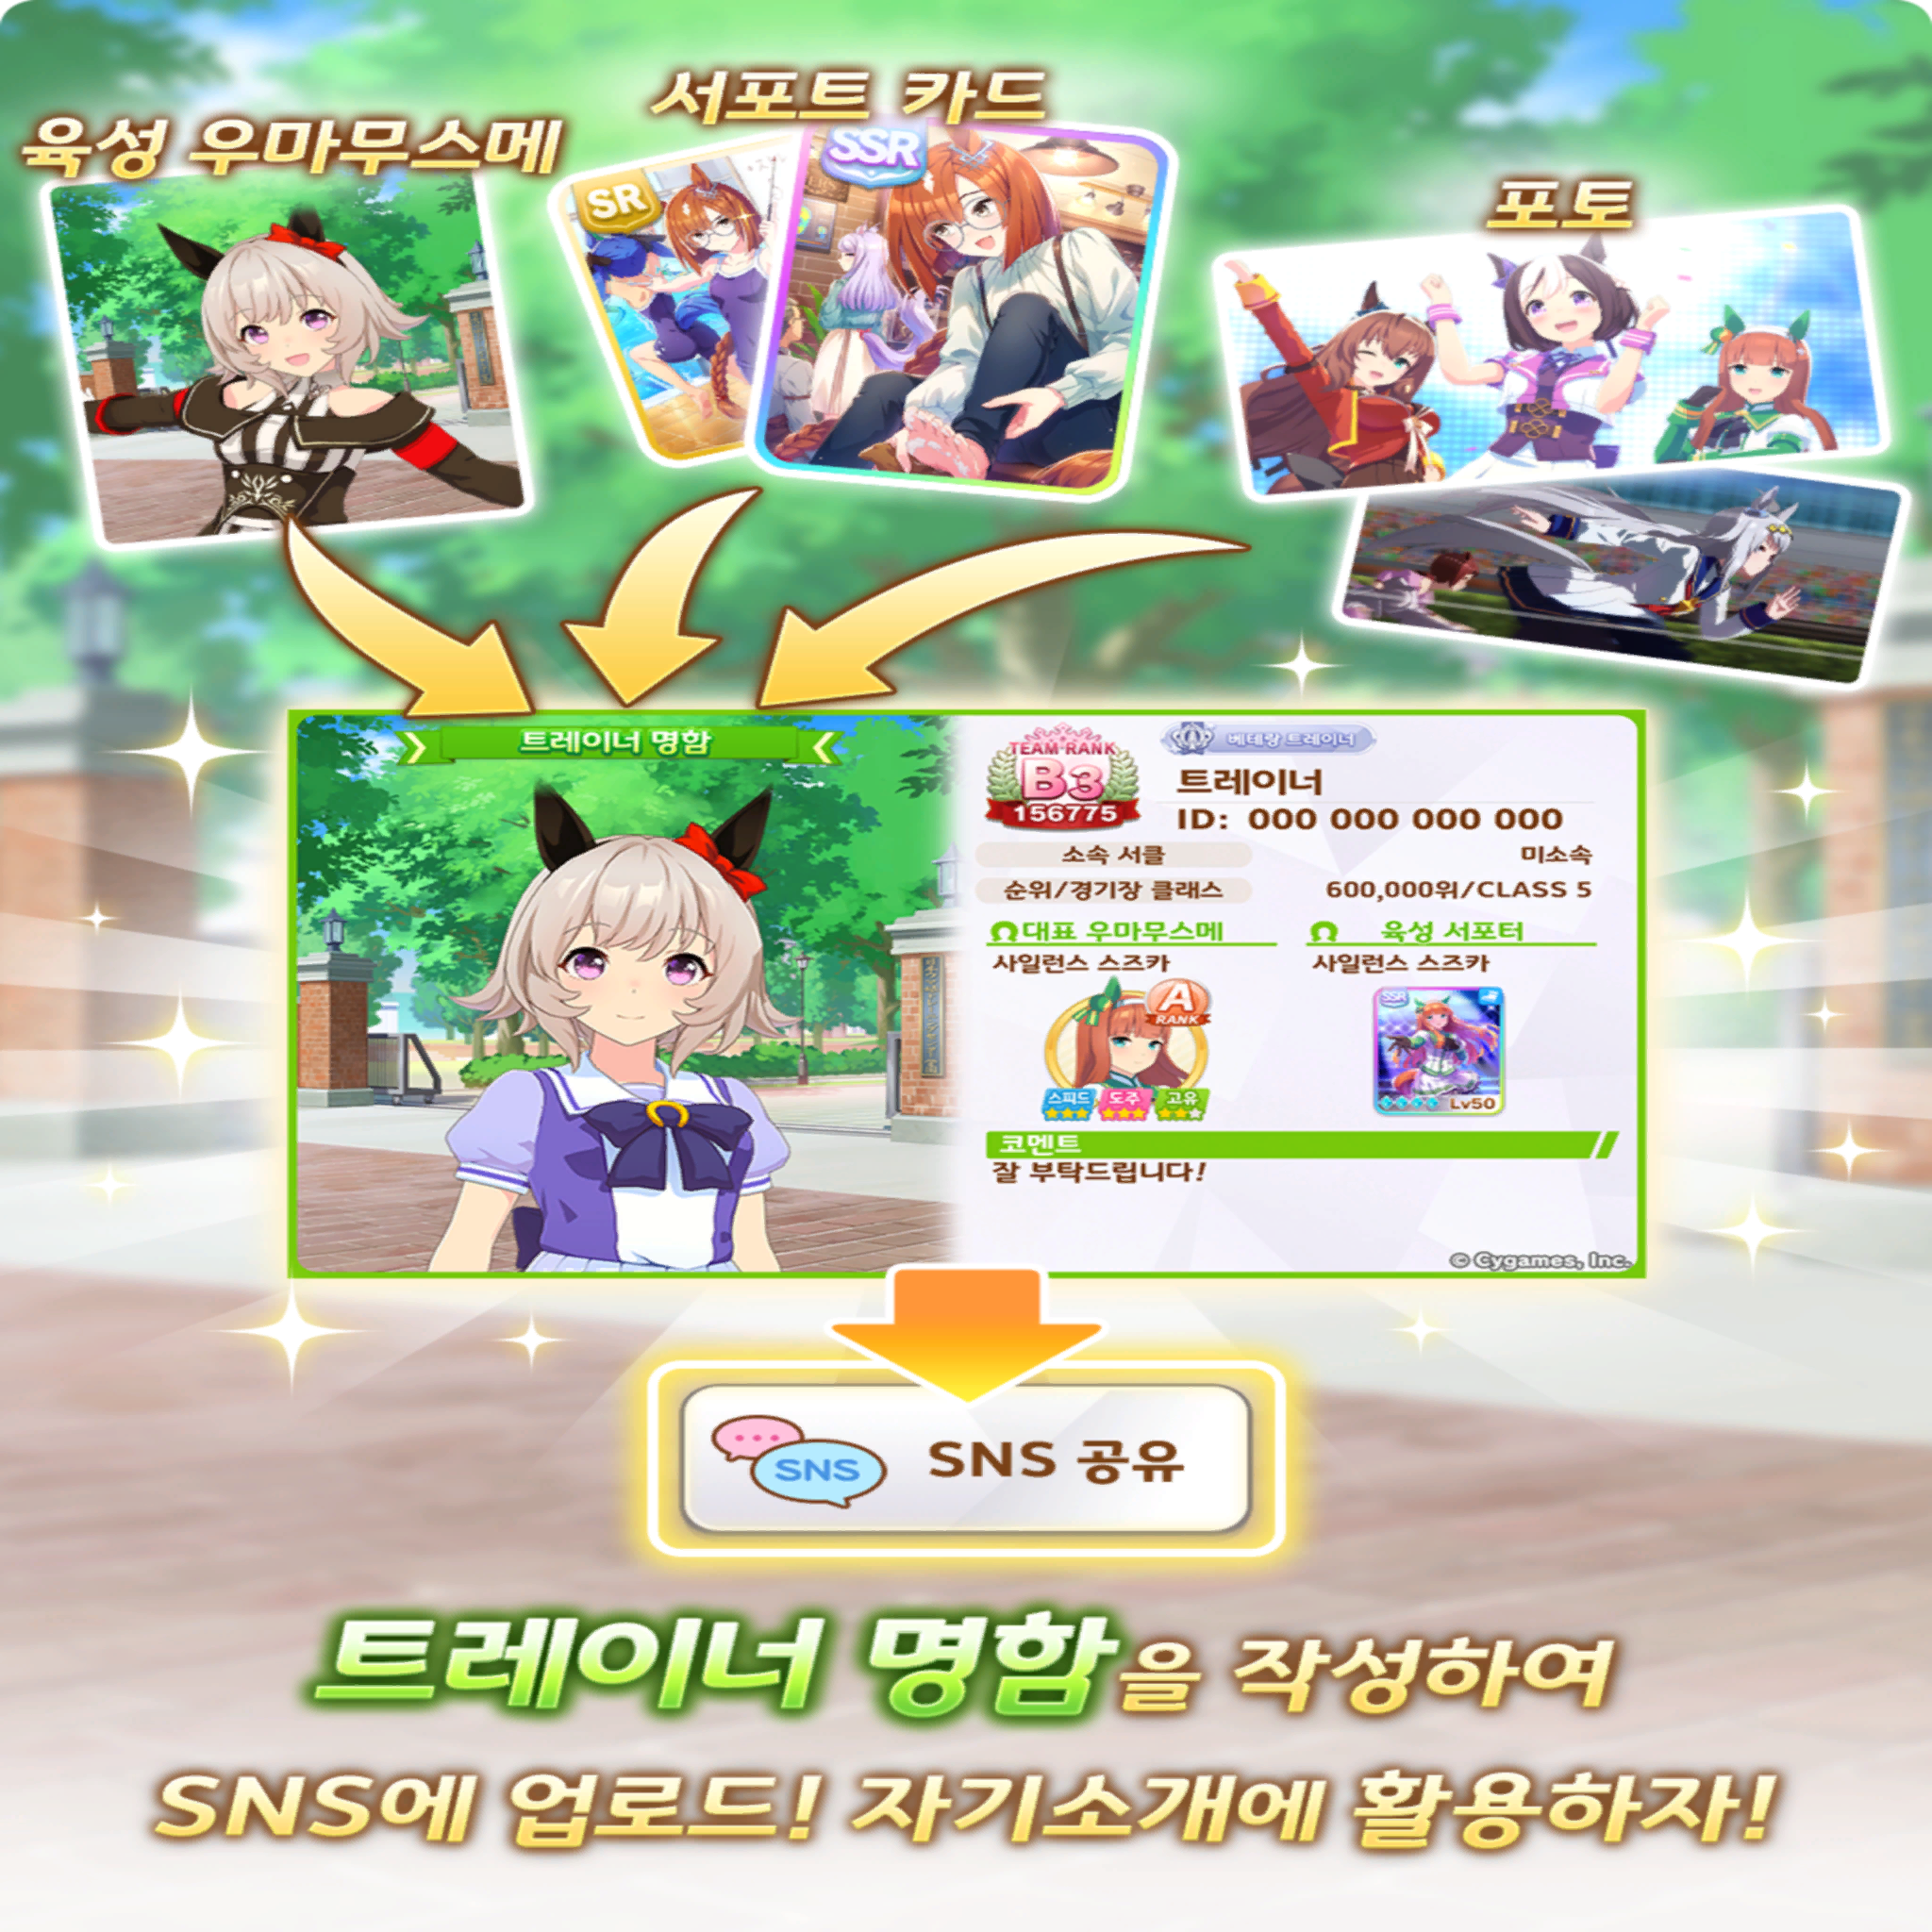 서포트 카드
육성 우마무스메
포토
SR
SSR
트레이너 명함
TEAM RANK
B3
156775
베테랑 트레이너
트레이너
ID: 000 000 000 000
소속 서클 미소속
순위/경기장 클래스 600,000위/CLASS 5
대표 우마무스메 육성 서포터
사일런스 스즈카 사일런스 스즈카
A
RANK
SSR
스피드 도주 고유
Lv50
코멘트
잘 부탁드립니다!
© Cygames, Inc.
SNS SNS 공유
트레이너 명함을 작성하여
SNS에 업로드! 자기소개에 활용하자!